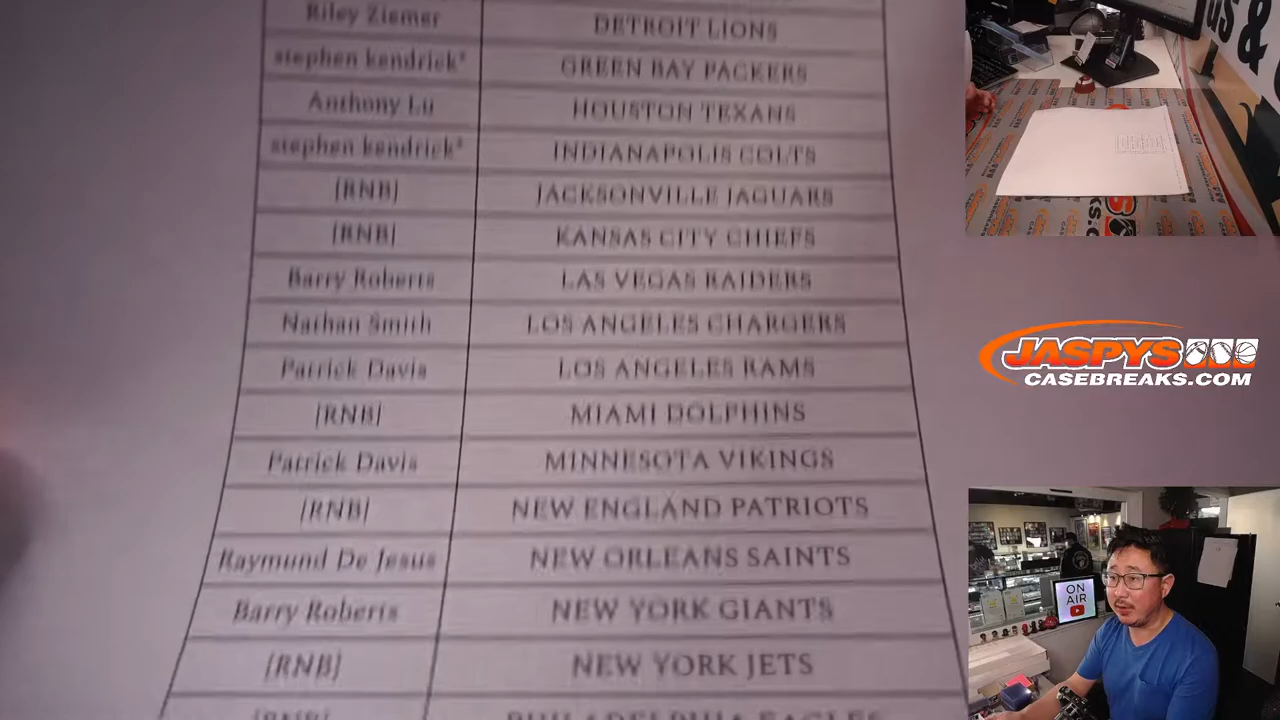 Riley Ziemer DETROIT LIONS
stephen kendrick* GREEN BAY PACKERS
Anthony Lu HOUSTON TEXANS
stephen kendrick* INDIANAPOLIS COLTS
[RNB] JACKSONVILLE JAGUARS
[RNB] KANSAS CITY CHIEFS
Barry Roberts LAS VEGAS RAIDERS
Nathan Smith LOS ANGELES CHARGERS
Patrick Davis LOS ANGELES RAMS
[RNB] MIAMI DOLPHINS
Patrick Davis MINNESOTA VIKINGS
[RNB] NEW ENGLAND PATRIOTS
Raymund De Jesus NEW ORLEANS SAINTS
Barry Roberts NEW YORK GIANTS
[RNB] NEW YORK JETS
[RNB] PHILADELPHIA EAGLES
JASPYS
CASEBREAKS.COM
ON
AIR